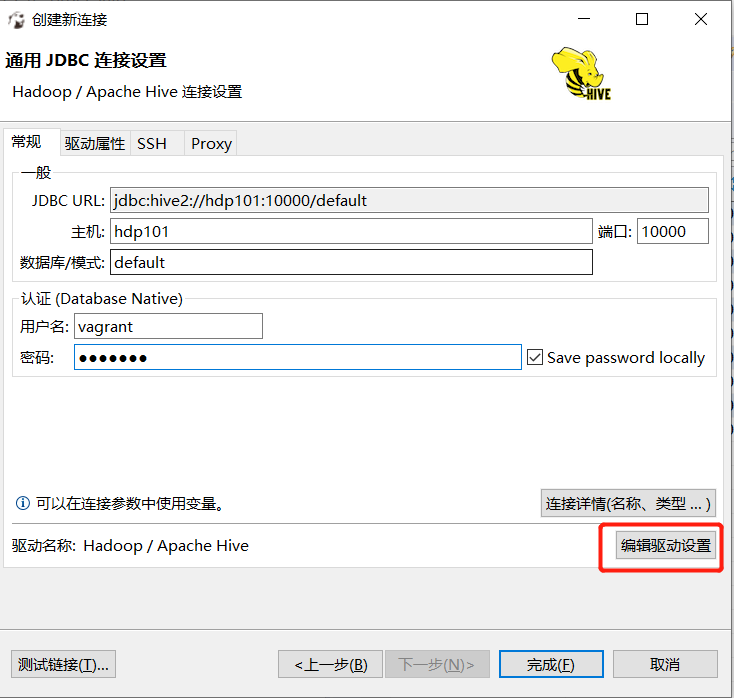 创建新连接
通用 JDBC 连接设置
Hadoop / Apache Hive 连接设置
HIVE
常规 驱动属性 SSH Proxy
一般
JDBC URL: jdbc:hive2://hdp101:10000/default
主机: hdp101 端口: 10000
数据库/模式: default
认证 (Database Native)
用户名: vagrant
密码: ●●●●●●● Save password locally
可以在连接参数中使用变量。 连接详情(名称、类型 ... )
驱动名称: Hadoop / Apache Hive 编辑驱动设置
测试链接(T)... <上一步(B) 下一步(N)> 完成(F) 取消